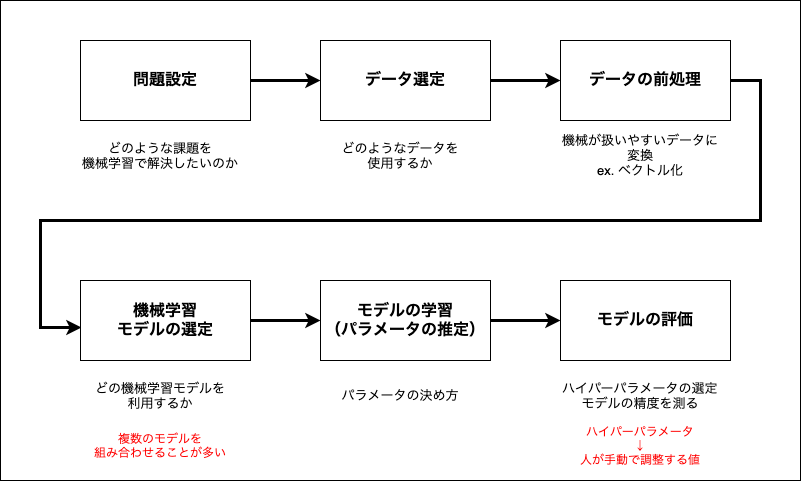 問題設定
データ選定
データの前処理
どのような課題を
機械学習で解決したいのか
どのようなデータを
使用するか
機械が扱いやすいデータに
変換
ex. ベクトル化
機械学習
モデルの選定
モデルの学習
（パラメータの推定）
モデルの評価
どの機械学習モデルを
利用するか
複数のモデルを
組み合わせることが多い
パラメータの決め方
ハイパーパラメータの選定
モデルの精度を測る
ハイパーパラメータ
↓
人が手動で調整する値